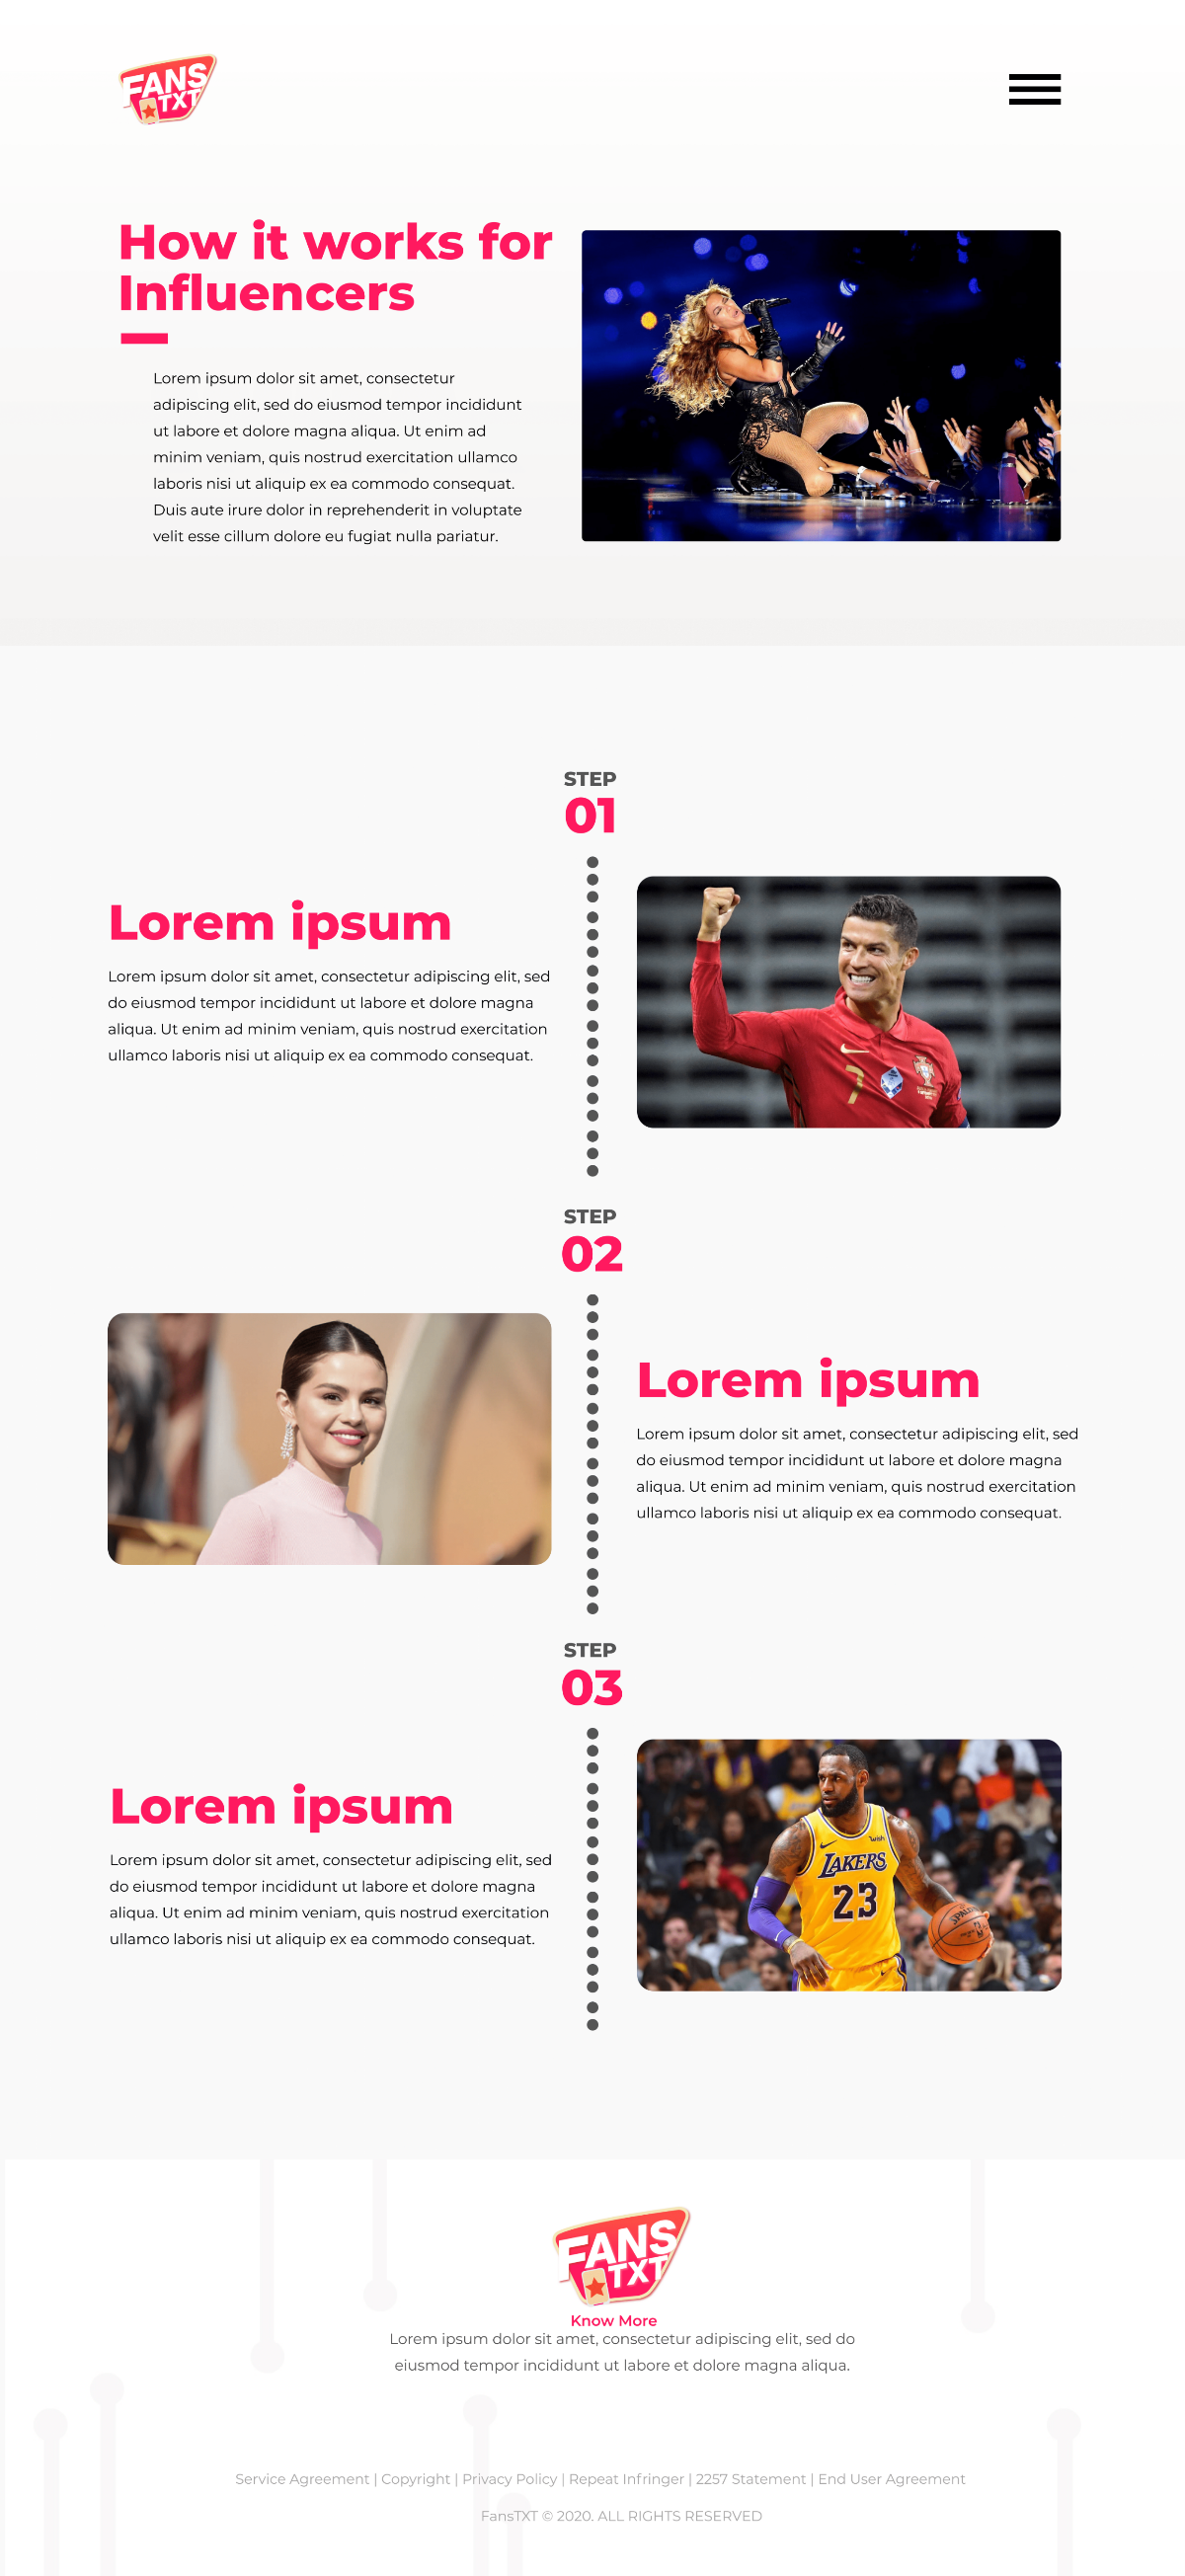 FANS
TXT
How it works for
Influencers
Lorem ipsum dolor sit amet, consectetur
adipiscing elit, sed do eiusmod tempor incididunt
ut labore et dolore magna aliqua. Ut enim ad
minim veniam, quis nostrud exercitation ullamco
laboris nisi ut aliquip ex ea commodo consequat.
Duis aute irure dolor in reprehenderit in voluptate
velit esse cillum dolore eu fugiat nulla pariatur.
STEP
01
Lorem ipsum
Lorem ipsum dolor sit amet, consectetur adipiscing elit, sed
do eiusmod tempor incididunt ut labore et dolore magna
aliqua. Ut enim ad minim veniam, quis nostrud exercitation
ullamco laboris nisi ut aliquip ex ea commodo consequat.
7
STEP
02
Lorem ipsum
Lorem ipsum dolor sit amet, consectetur adipiscing elit, sed
do eiusmod tempor incididunt ut labore et dolore magna
aliqua. Ut enim ad minim veniam, quis nostrud exercitation
ullamco laboris nisi ut aliquip ex ea commodo consequat.
STEP
03
Lorem ipsum
Lorem ipsum dolor sit amet, consectetur adipiscing elit, sed
do eiusmod tempor incididunt ut labore et dolore magna
aliqua. Ut enim ad minim veniam, quis nostrud exercitation
ullamco laboris nisi ut aliquip ex ea commodo consequat.
wish
LAKERS
23
FANS
TXT
Know More
Lorem ipsum dolor sit amet, consectetur adipiscing elit, sed do
eiusmod tempor incididunt ut labore et dolore magna aliqua.
Service Agreement | Copyright | Privacy Policy | Repeat Infringer | 2257 Statement | End User Agreement
FansTXT © 2020. ALL RIGHTS RESERVED